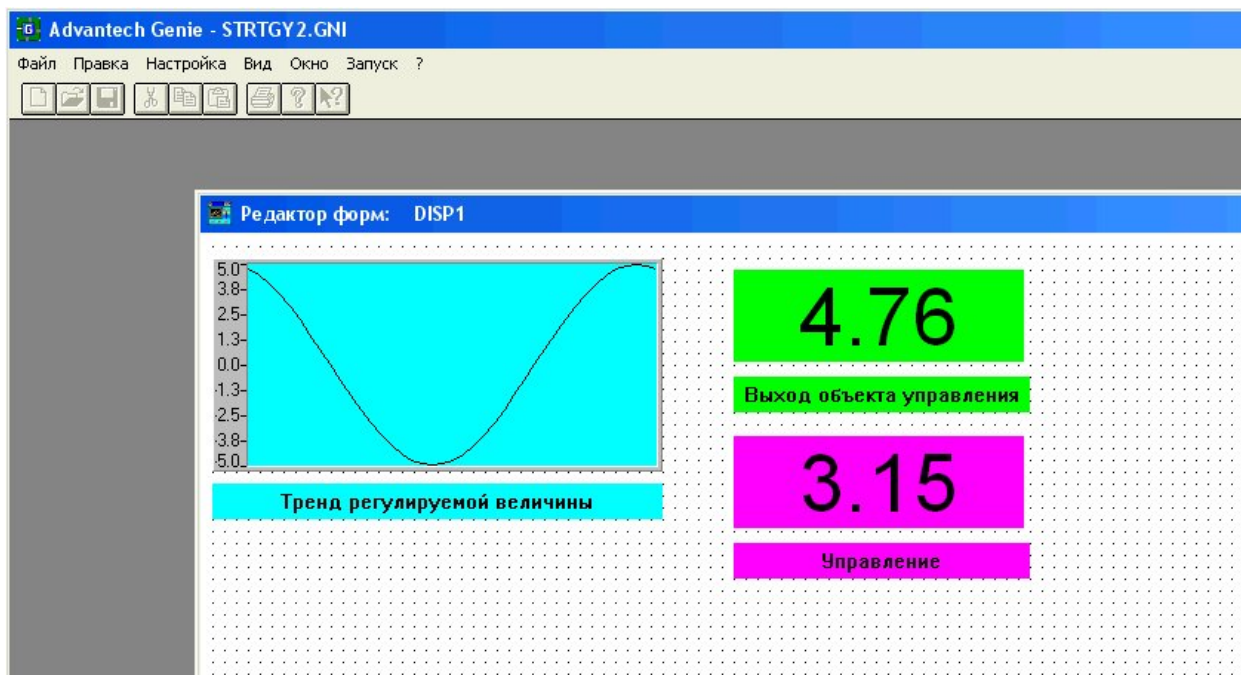 Advantech Genie - STRTGY2.GNI
Файл Правка Настройка Вид Окно Запуск ?
Редактор форм: DISP1
5.0
3.8
2.5
1.3
0.0
-1.3
-2.5
-3.8
-5.0
Тренд регулируемой величины
4.76
Выход объекта управления
3.15
Управление